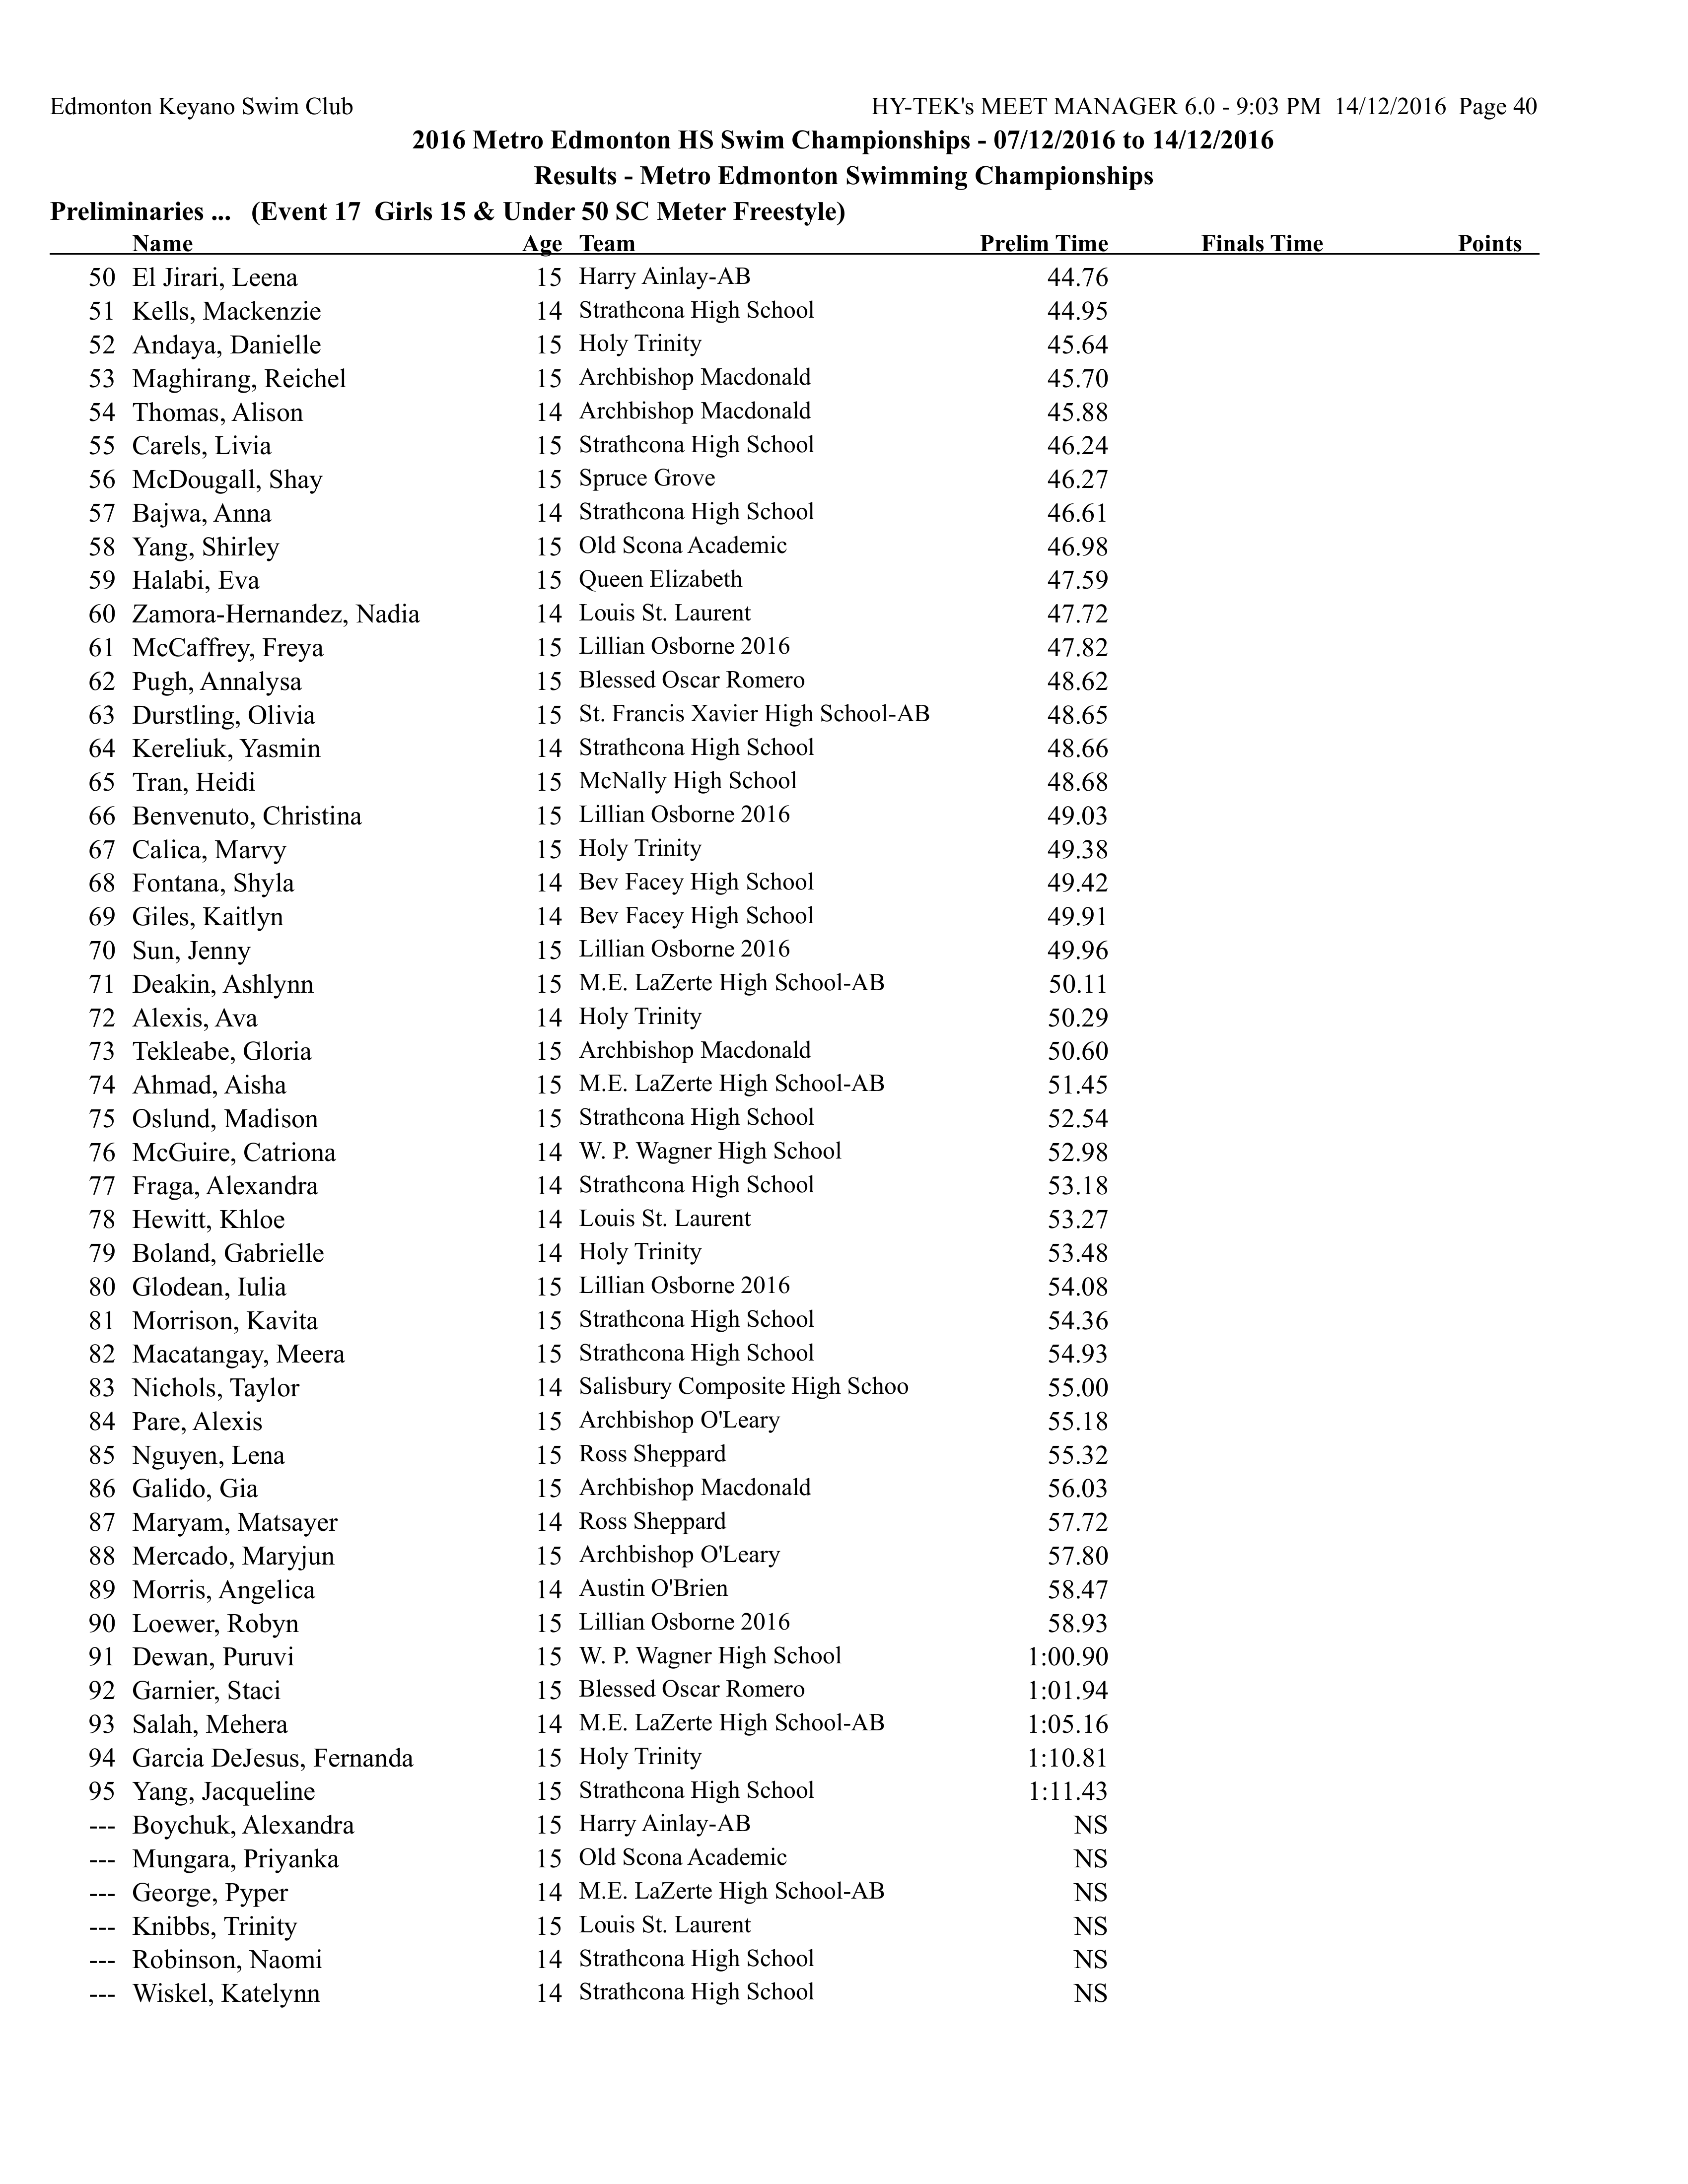 Edmonton Keyano Swim Club HY-TEK's MEET MANAGER 6.0 - 9:03 PM 14/12/2016 Page 40
2016 Metro Edmonton HS Swim Championships - 07/12/2016 to 14/12/2016
Results - Metro Edmonton Swimming Championships
Preliminaries ... (Event 17 Girls 15 & Under 50 SC Meter Freestyle)
Name Age Team Prelim Time Finals Time Points
50 El Jirari, Leena 15 Harry Ainlay-AB 44.76
51 Kells, Mackenzie 14 Strathcona High School 44.95
52 Andaya, Danielle 15 Holy Trinity 45.64
53 Maghirang, Reichel 15 Archbishop Macdonald 45.70
54 Thomas, Alison 14 Archbishop Macdonald 45.88
55 Carels, Livia 15 Strathcona High School 46.24
56 McDougall, Shay 15 Spruce Grove 46.27
57 Bajwa, Anna 14 Strathcona High School 46.61
58 Yang, Shirley 15 Old Scona Academic 46.98
59 Halabi, Eva 15 Queen Elizabeth 47.59
60 Zamora-Hernandez, Nadia 14 Louis St. Laurent 47.72
61 McCaffrey, Freya 15 Lillian Osborne 2016 47.82
62 Pugh, Annalysa 15 Blessed Oscar Romero 48.62
63 Durstling, Olivia 15 St. Francis Xavier High School-AB 48.65
64 Kereliuk, Yasmin 14 Strathcona High School 48.66
65 Tran, Heidi 15 McNally High School 48.68
66 Benvenuto, Christina 15 Lillian Osborne 2016 49.03
67 Calica, Marvy 15 Holy Trinity 49.38
68 Fontana, Shyla 14 Bev Facey High School 49.42
69 Giles, Kaitlyn 14 Bev Facey High School 49.91
70 Sun, Jenny 15 Lillian Osborne 2016 49.96
71 Deakin, Ashlynn 15 M.E. LaZerte High School-AB 50.11
72 Alexis, Ava 14 Holy Trinity 50.29
73 Tekleabe, Gloria 15 Archbishop Macdonald 50.60
74 Ahmad, Aisha 15 M.E. LaZerte High School-AB 51.45
75 Oslund, Madison 15 Strathcona High School 52.54
76 McGuire, Catriona 14 W. P. Wagner High School 52.98
77 Fraga, Alexandra 14 Strathcona High School 53.18
78 Hewitt, Khloe 14 Louis St. Laurent 53.27
79 Boland, Gabrielle 14 Holy Trinity 53.48
80 Glodean, Iulia 15 Lillian Osborne 2016 54.08
81 Morrison, Kavita 15 Strathcona High School 54.36
82 Macatangay, Meera 15 Strathcona High School 54.93
83 Nichols, Taylor 14 Salisbury Composite High Schoo 55.00
84 Pare, Alexis 15 Archbishop O'Leary 55.18
85 Nguyen, Lena 15 Ross Sheppard 55.32
86 Galido, Gia 15 Archbishop Macdonald 56.03
87 Maryam, Matsayer 14 Ross Sheppard 57.72
88 Mercado, Maryjun 15 Archbishop O'Leary 57.80
89 Morris, Angelica 14 Austin O'Brien 58.47
90 Loewer, Robyn 15 Lillian Osborne 2016 58.93
91 Dewan, Puruvi 15 W. P. Wagner High School 1:00.90
92 Garnier, Staci 15 Blessed Oscar Romero 1:01.94
93 Salah, Mehera 14 M.E. LaZerte High School-AB 1:05.16
94 Garcia DeJesus, Fernanda 15 Holy Trinity 1:10.81
95 Yang, Jacqueline 15 Strathcona High School 1:11.43
--- Boychuk, Alexandra 15 Harry Ainlay-AB NS
--- Mungara, Priyanka 15 Old Scona Academic NS
--- George, Pyper 14 M.E. LaZerte High School-AB NS
--- Knibbs, Trinity 15 Louis St. Laurent NS
--- Robinson, Naomi 14 Strathcona High School NS
--- Wiskel, Katelynn 14 Strathcona High School NS